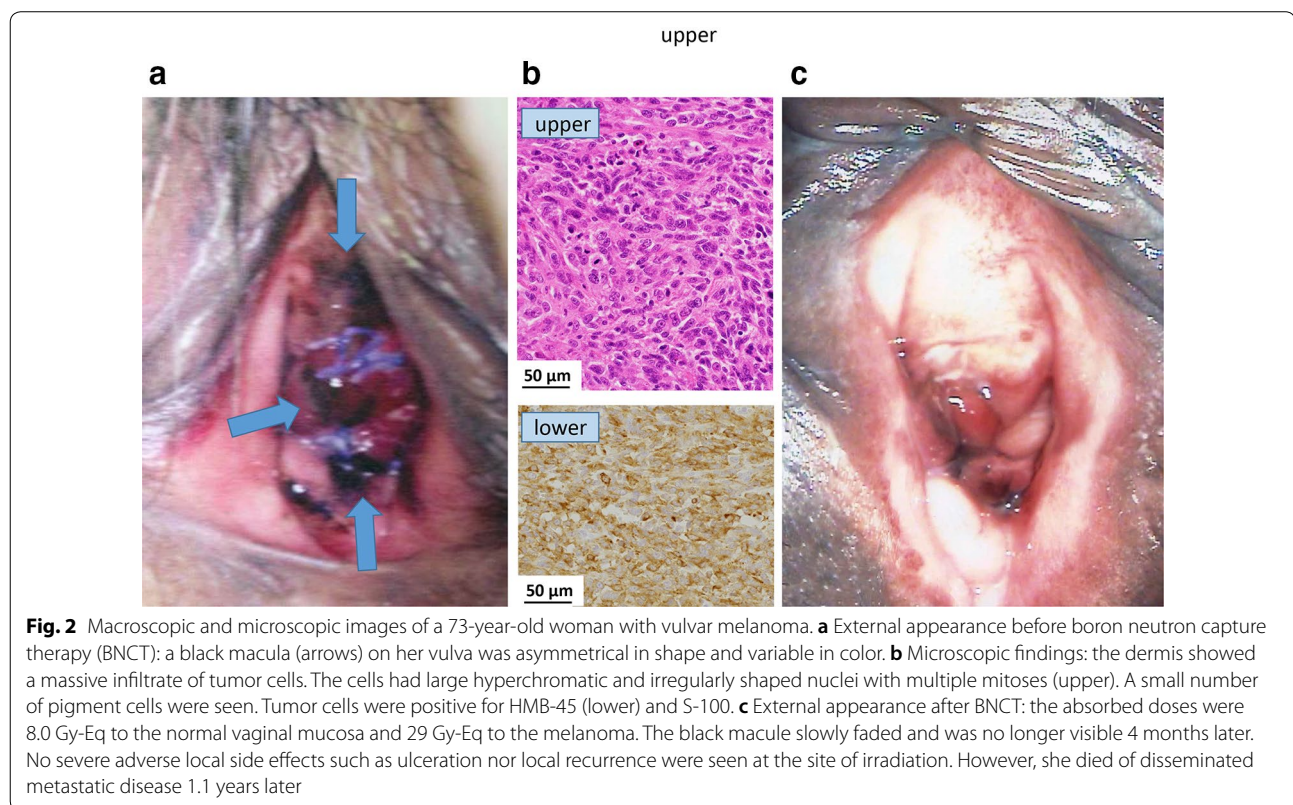 upper
a
b
c
upper
50 µm
lower
50 µm
Fig. 2 Macroscopic and microscopic images of a 73-year-old woman with vulvar melanoma. a External appearance before boron neutron capture
therapy (BNCT): a black macula (arrows) on her vulva was asymmetrical in shape and variable in color. b Microscopic findings: the dermis showed
a massive infiltrate of tumor cells. The cells had large hyperchromatic and irregularly shaped nuclei with multiple mitoses (upper). A small number
of pigment cells were seen. Tumor cells were positive for HMB-45 (lower) and S-100. c External appearance after BNCT: the absorbed doses were
8.0 Gy-Eq to the normal vaginal mucosa and 29 Gy-Eq to the melanoma. The black macule slowly faded and was no longer visible 4 months later.
No severe adverse local side effects such as ulceration nor local recurrence were seen at the site of irradiation. However, she died of disseminated
metastatic disease 1.1 years later